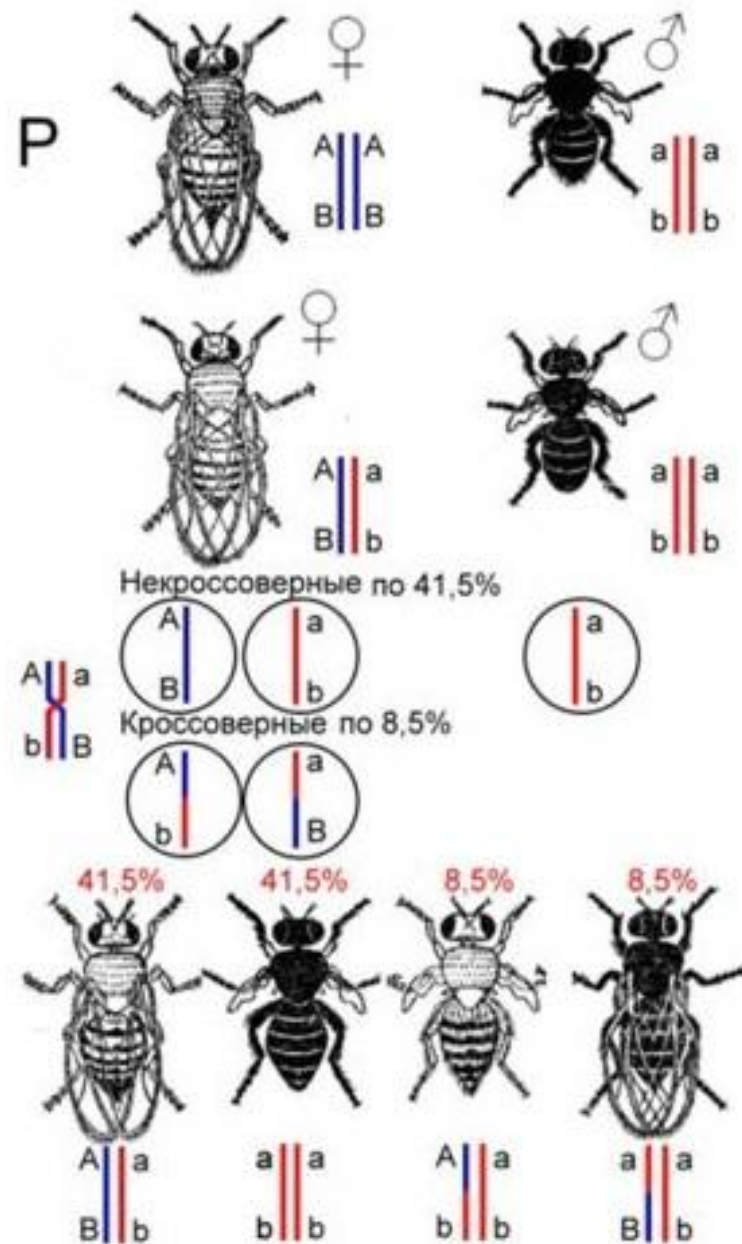 ♀ ♂
P
A A a a
B B b b
♀ ♂
A a a a
B b b b
Некроссоверные по 41,5%
A a a
B b b
A a
b B
Кроссоверные по 8,5%
A a
b B
41,5% 41,5% 8,5% 8,5%
A a a a A a a a
B b b b b b B b